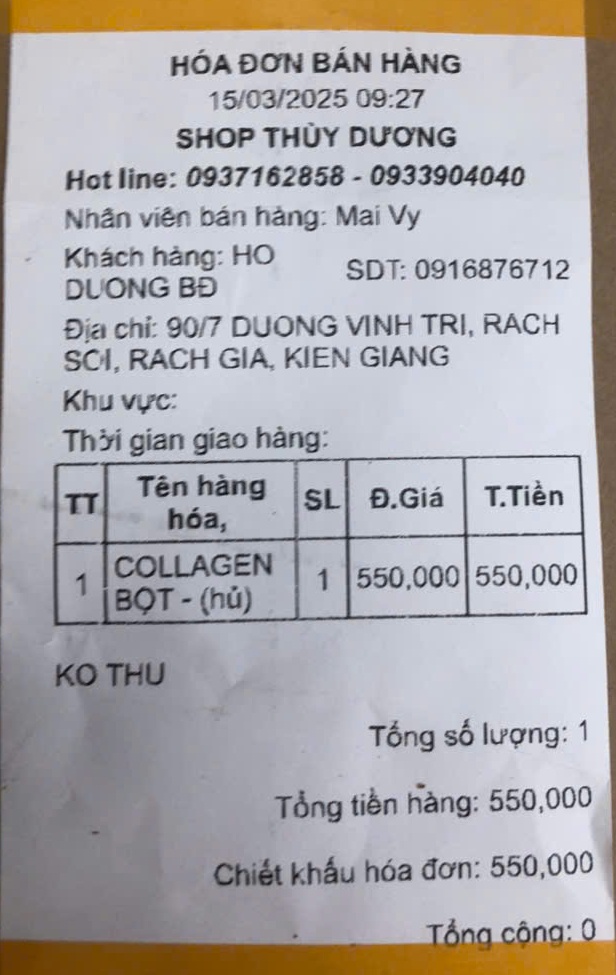 HÓA ĐƠN BÁN HÀNG
15/03/2025 09:27
SHOP THÙY DƯƠNG
Hot line: 0937162858 - 0933904040
Nhân viên bán hàng: Mai Vy
Khách hàng: HO DUONG BĐ SDT: 0916876712
Địa chỉ: 90/7 DUONG VINH TRI, RACH
SOI, RACH GIA, KIEN GIANG
Khu vực:
Thời gian giao hàng:
TT Tên hàng hóa, SL Đ.Giá T.Tiền
1 COLLAGEN BỌT - (hủ) 1 550,000 550,000
KO THU
Tổng số lượng: 1
Tổng tiền hàng: 550,000
Chiết khấu hóa đơn: 550,000
Tổng cộng: 0